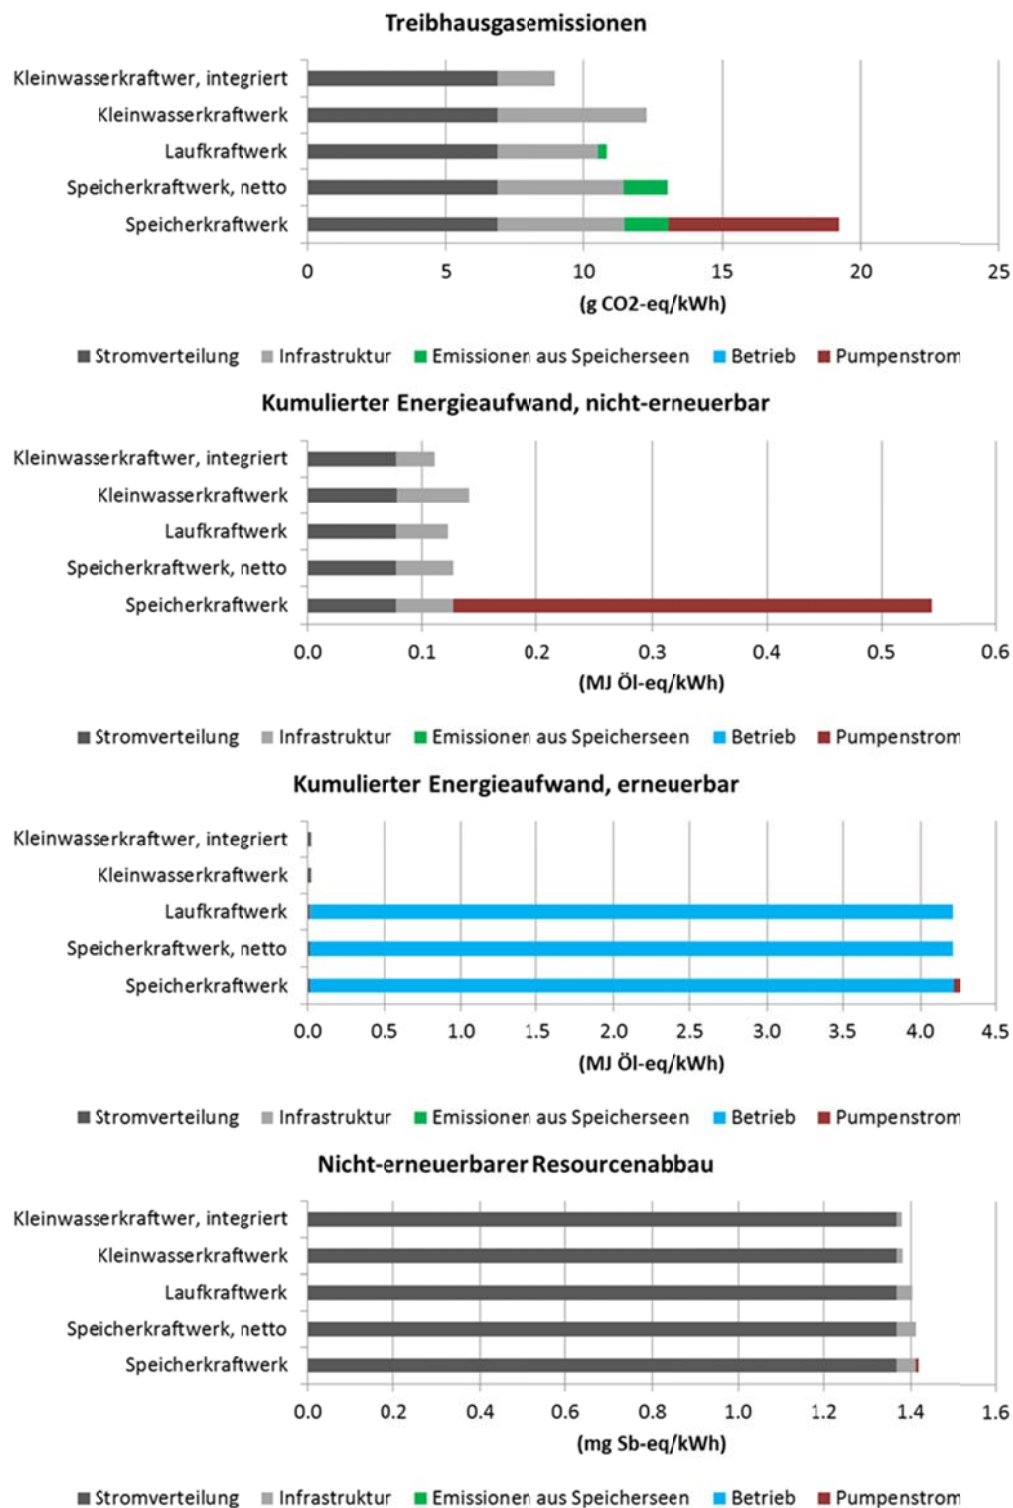 Treibhausgasemissionen
Kleinwasserkraftwer, integriert
Kleinwasserkraftwerk
Laufkraftwerk
Speicherkraftwerk, netto
Speicherkraftwerk
0 5 10 15 20 25
(g CO2-eq/kWh)
Stromverteilung Infrastruktur Emissionen aus Speicherseen Betrieb Pumpenstrom
Kumulierter Energieaufwand, nicht-erneuerbar
Kleinwasserkraftwer, integriert
Kleinwasserkraftwerk
Laufkraftwerk
Speicherkraftwerk, netto
Speicherkraftwerk
0.0 0.1 0.2 0.3 0.4 0.5 0.6
(MJ Öl-eq/kWh)
Stromverteilung Infrastruktur Emissionen aus Speicherseen Betrieb Pumpenstrom
Kumulierter Energieaufwand, erneuerbar
Kleinwasserkraftwer, integriert
Kleinwasserkraftwerk
Laufkraftwerk
Speicherkraftwerk, netto
Speicherkraftwerk
0.0 0.5 1.0 1.5 2.0 2.5 3.0 3.5 4.0 4.5
(MJ Öl-eq/kWh)
Stromverteilung Infrastruktur Emissionen aus Speicherseen Betrieb Pumpenstrom
Nicht-erneuerbarer Resourcenabbau
Kleinwasserkraftwer, integriert
Kleinwasserkraftwerk
Laufkraftwerk
Speicherkraftwerk, netto
Speicherkraftwerk
0.0 0.2 0.4 0.6 0.8 1.0 1.2 1.4 1.6
(mg Sb-eq/kWh)
Stromverteilung Infrastruktur Emissionen aus Speicherseen Betrieb Pumpenstrom